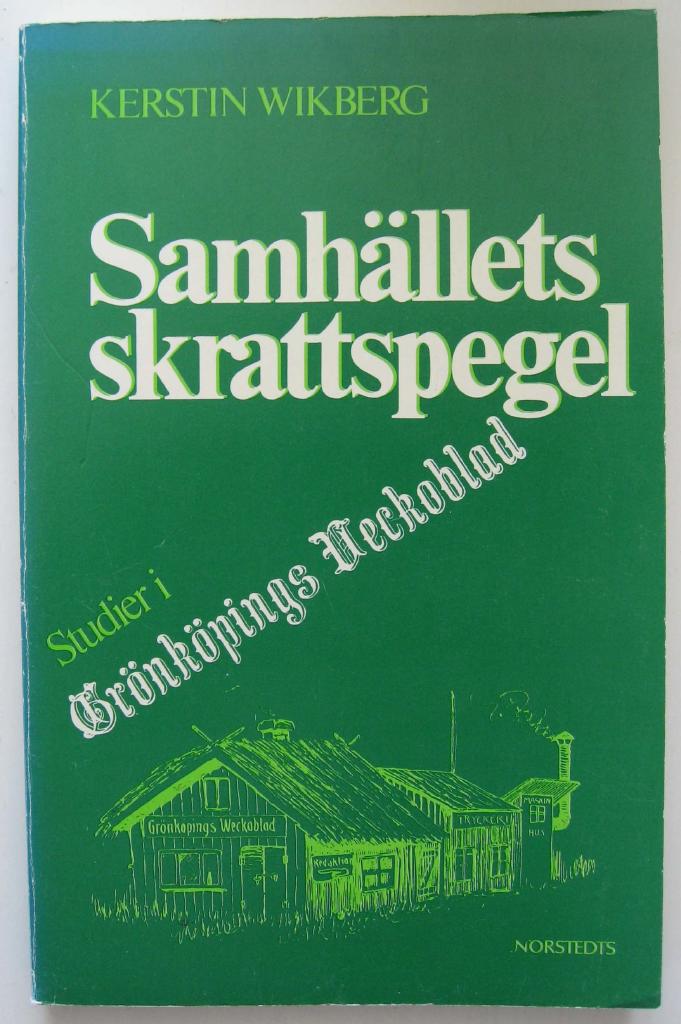 KERSTIN WIKBERG
Samhällets
skrattspegel
Studier i
Grönköpings Veckoblad
Grönköpings Weckoblad
Redaktion
TRYCKERI
MASKIN
HUS
NORSTEDTS